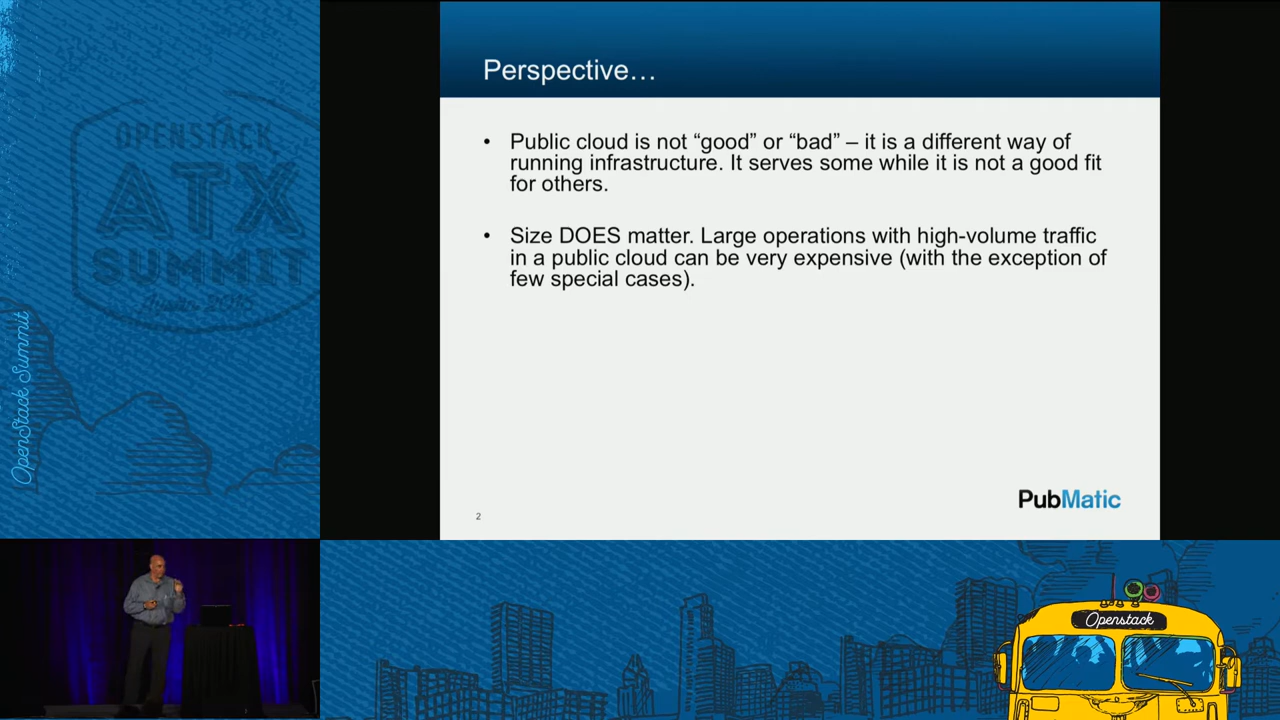 OPENSTACK
ATX
SUMMIT
Austin 2016
OpenStack Summit
Perspective…
• Public cloud is not “good” or “bad” – it is a different way of
running infrastructure. It serves some while it is not a good fit
for others.
• Size DOES matter. Large operations with high-volume traffic
in a public cloud can be very expensive (with the exception of
few special cases).
PubMatic
2
Openstack